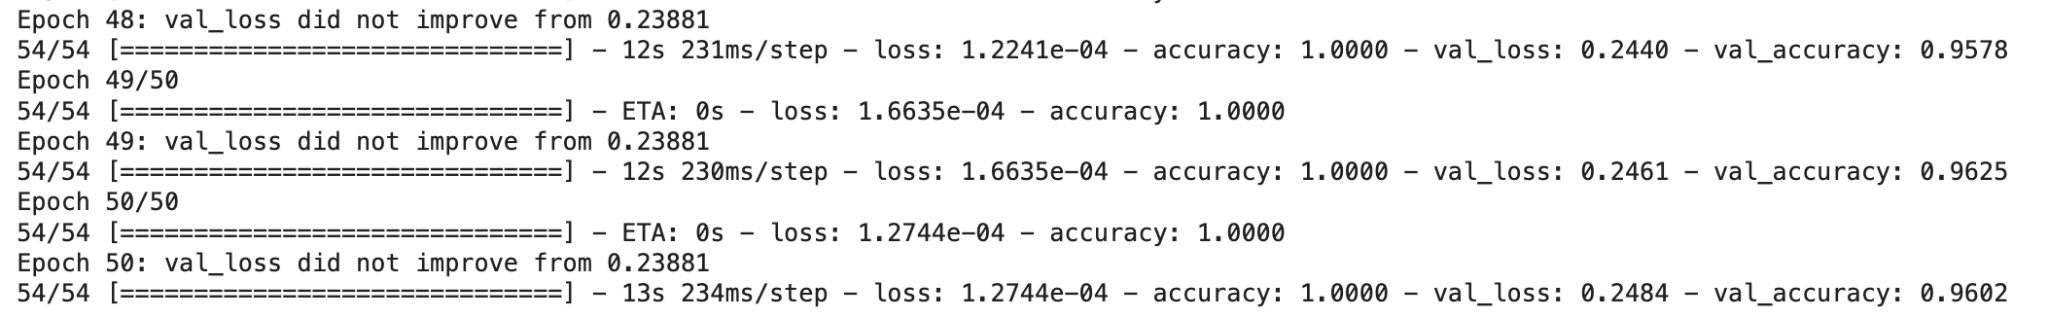 Epoch 48: val_loss did not improve from 0.23881
54/54 [==============================] - 12s 231ms/step - loss: 1.2241e-04 - accuracy: 1.0000 - val_loss: 0.2440 - val_accuracy: 0.9578
Epoch 49/50
54/54 [==============================] - ETA: 0s - loss: 1.6635e-04 - accuracy: 1.0000
Epoch 49: val_loss did not improve from 0.23881
54/54 [==============================] - 12s 230ms/step - loss: 1.6635e-04 - accuracy: 1.0000 - val_loss: 0.2461 - val_accuracy: 0.9625
Epoch 50/50
54/54 [==============================] - ETA: 0s - loss: 1.2744e-04 - accuracy: 1.0000
Epoch 50: val_loss did not improve from 0.23881
54/54 [==============================] - 13s 234ms/step - loss: 1.2744e-04 - accuracy: 1.0000 - val_loss: 0.2484 - val_accuracy: 0.9602